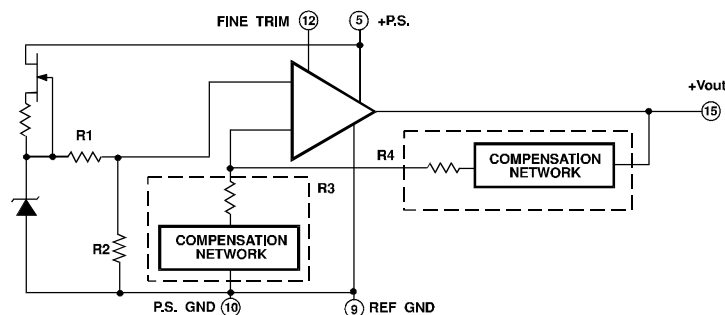 FINE TRIM 12 5 +P.S.
+Vout
15
R1
R4
COMPENSATION
NETWORK
R3
R2
COMPENSATION
NETWORK
P.S. GND 10 9 REF GND